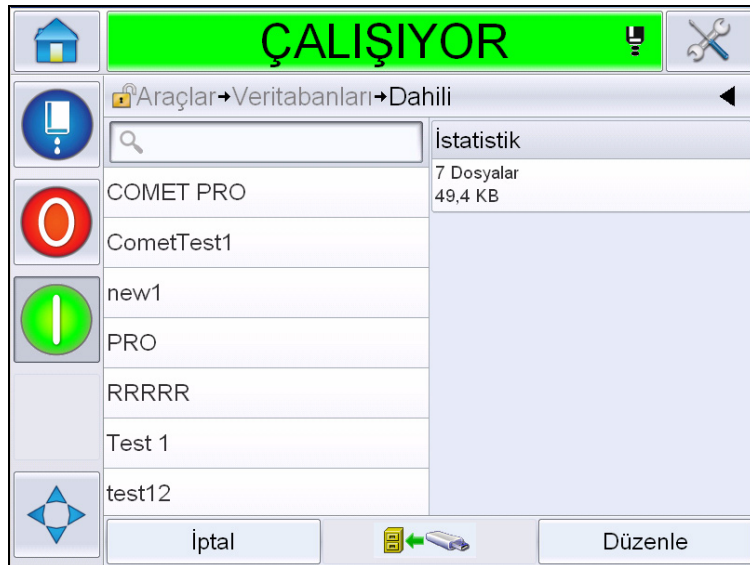 ÇALIŞIYOR
Araçlar→Veritabanları→Dahili
İstatistik
7 Dosyalar
49,4 KB
COMET PRO
CometTest1
new1
PRO
RRRRR
Test 1
test12
İptal
Düzenle